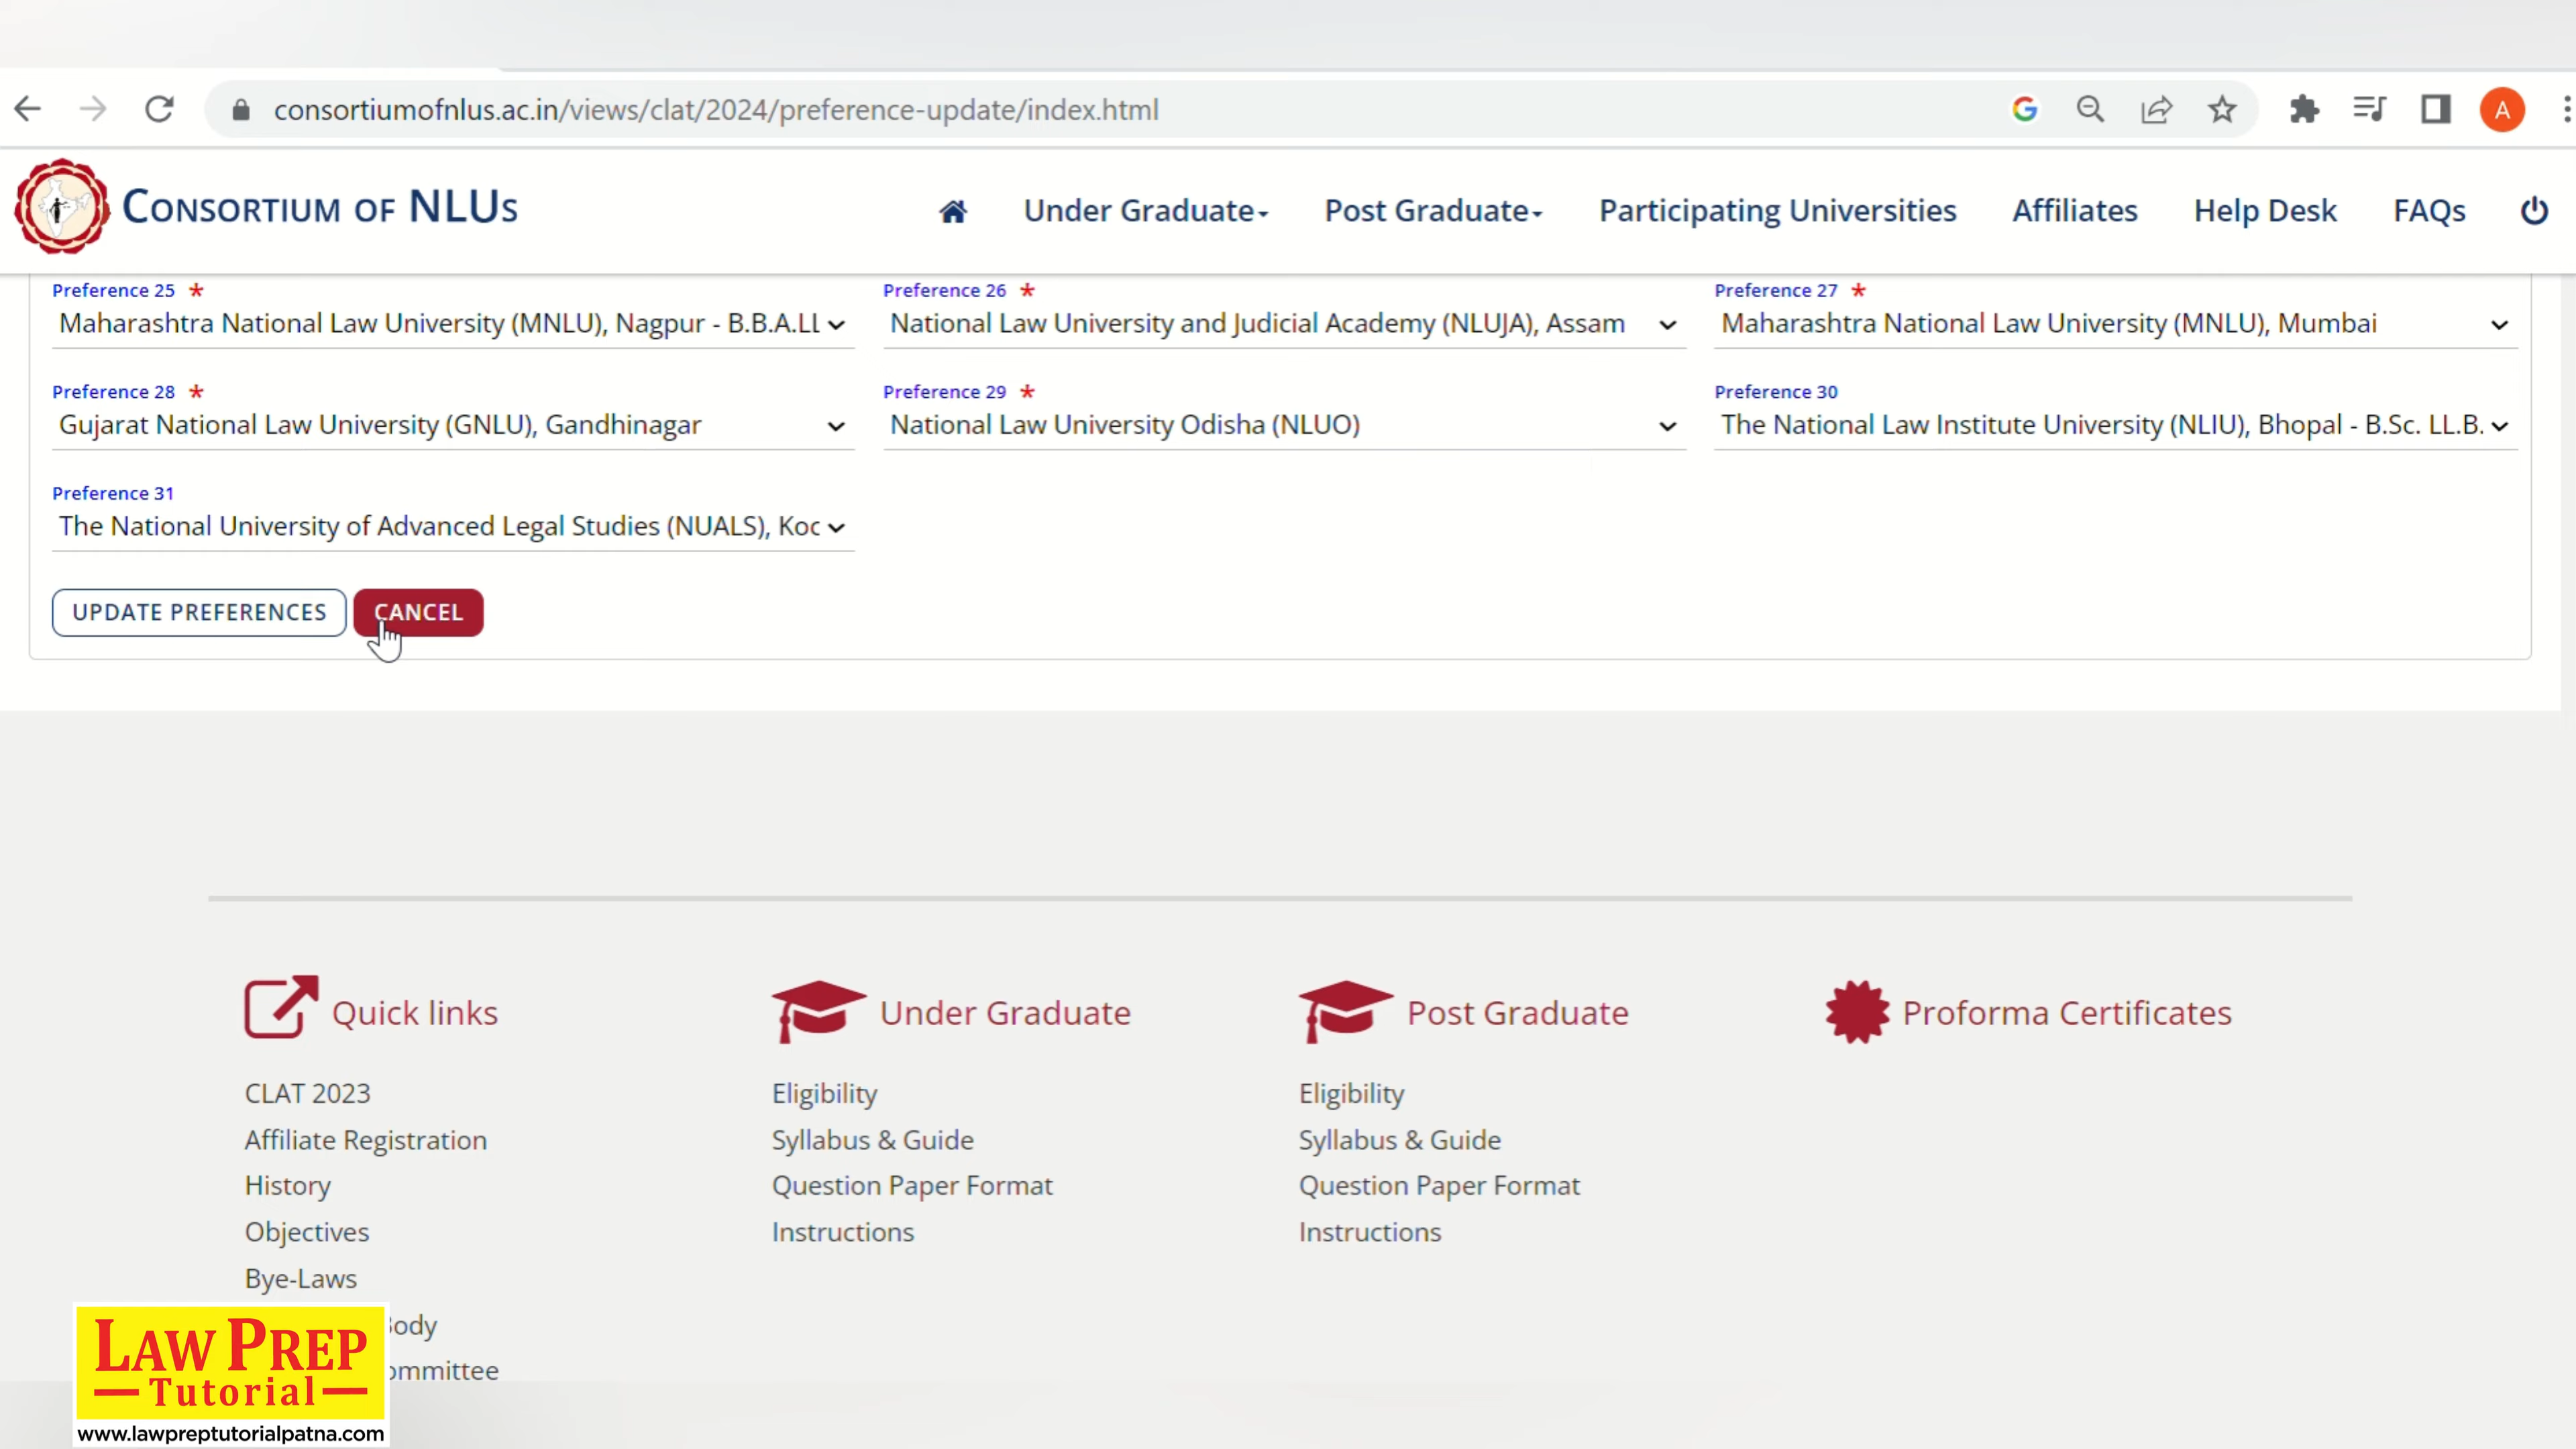 consortiumofnlus.ac.in/views/clat/2024/preference-update/index.html
A
CONSORTIUM OF NLUS
Under Graduate
Post Graduate
Participating Universities
Affiliates
Help Desk
FAQs
Preference 25 *
Maharashtra National Law University (MNLU), Nagpur - B.B.A.LL
Preference 26 *
National Law University and Judicial Academy (NLUJA), Assam
Preference 27 *
Maharashtra National Law University (MNLU), Mumbai
Preference 28 *
Gujarat National Law University (GNLU), Gandhinagar
Preference 29 *
National Law University Odisha (NLUO)
Preference 30
The National Law Institute University (NLIU), Bhopal - B.Sc. LL.B.
Preference 31
The National University of Advanced Legal Studies (NUALS), Koc
UPDATE PREFERENCES
CANCEL
Quick links
CLAT 2023
Affiliate Registration
History
Objectives
Bye-Laws
ody
ommittee
Under Graduate
Eligibility
Syllabus & Guide
Question Paper Format
Instructions
Post Graduate
Eligibility
Syllabus & Guide
Question Paper Format
Instructions
Proforma Certificates
LAW PREP
Tutorial
www.lawpreptutorialpatna.com